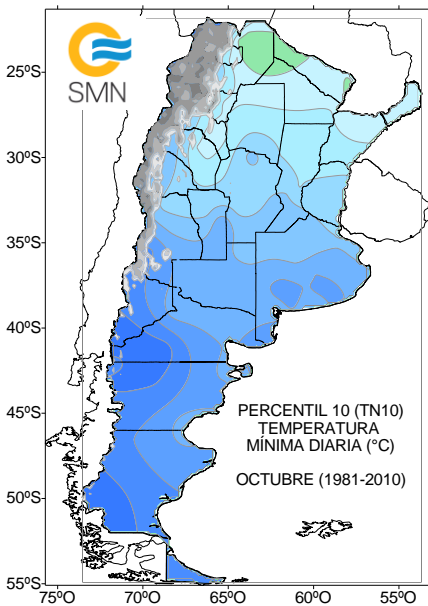 SMN
25ºS
30ºS
35ºS
40ºS
45ºS
50ºS
55ºS
75ºO
70ºO
65ºO
60ºO
55ºO
PERCENTIL 10 (TN10)
TEMPERATURA
MÍNIMA DIARIA (°C)
OCTUBRE (1981-2010)